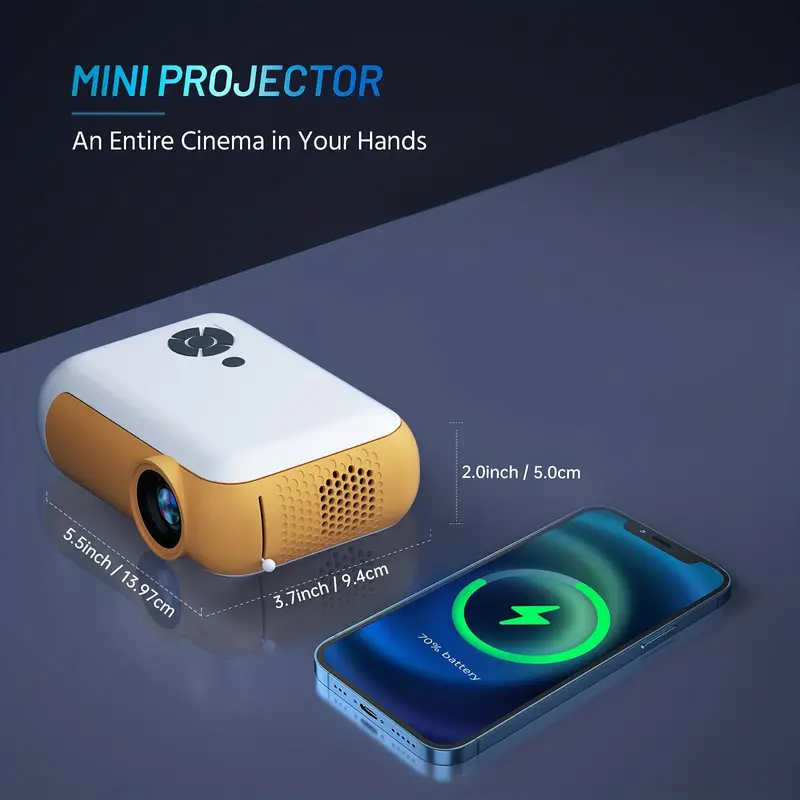 MINI PROJECTOR
An Entire Cinema in Your Hands
2.0inch / 5.0cm
5.5inch / 13.97cm
3.7inch / 9.4cm
70% battery